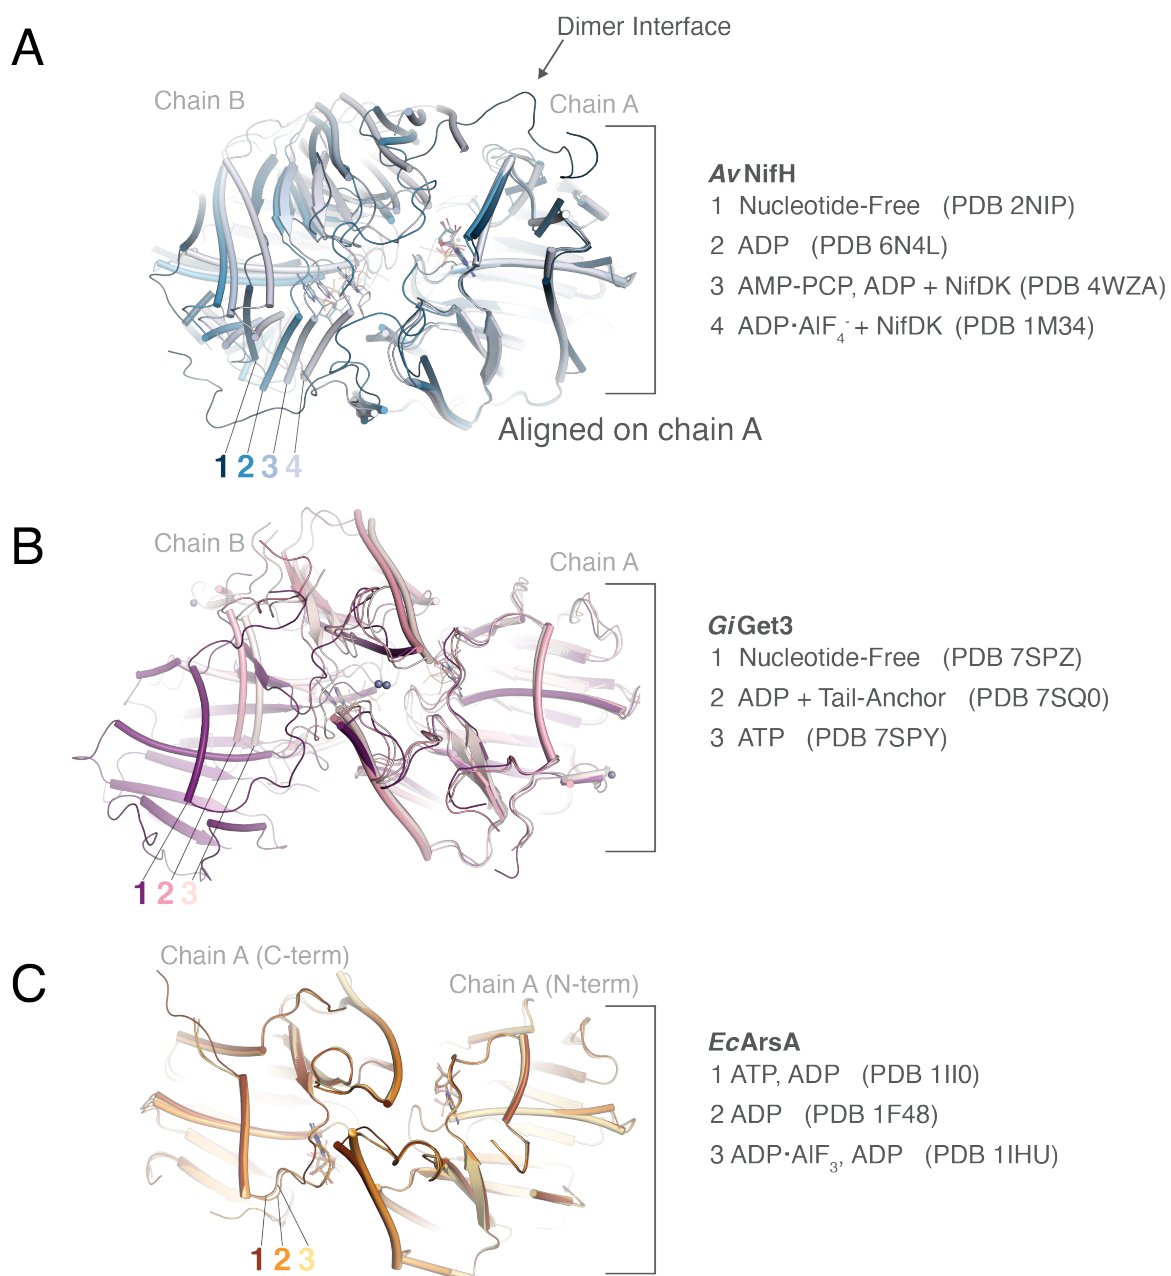 A
Dimer Interface
Chain B
Chain A
AvNifH
1 Nucleotide-Free (PDB 2NIP)
2 ADP (PDB 6N4L)
3 AMP-PCP, ADP + NifDK (PDB 4WZA)
4 ADP·AlF4- + NifDK (PDB 1M34)
Aligned on chain A
1 2 3 4
B
Chain B
Chain A
GiGet3
1 Nucleotide-Free (PDB 7SPZ)
2 ADP + Tail-Anchor (PDB 7SQ0)
3 ATP (PDB 7SPY)
1 2 3
C
Chain A (C-term)
Chain A (N-term)
EcArsA
1 ATP, ADP (PDB 1II0)
2 ADP (PDB 1F48)
3 ADP·AlF3, ADP (PDB 1IHU)
1 2 3